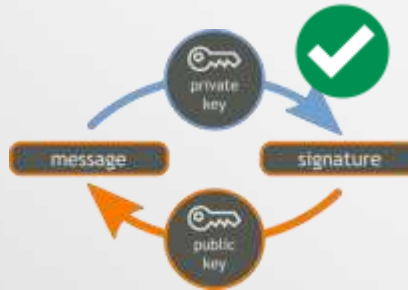 private
key
message
signature
public
key